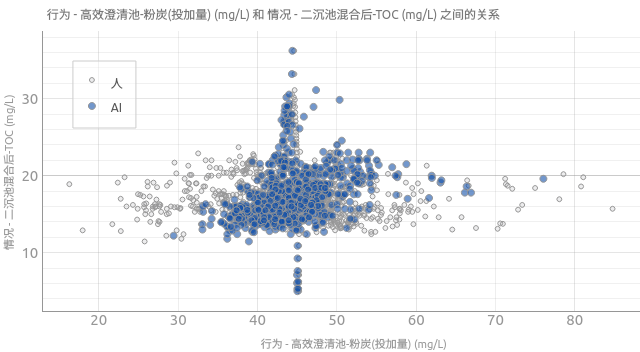 行为 - 高效澄清池-粉炭(投加量) (mg/L) 和 情况 - 二沉池混合后-TOC (mg/L) 之间的关系
人
AI
30
20
10
情况 - 二沉池混合后-TOC (mg/L)
20 30 40 50 60 70 80
行为 - 高效澄清池-粉炭(投加量) (mg/L)